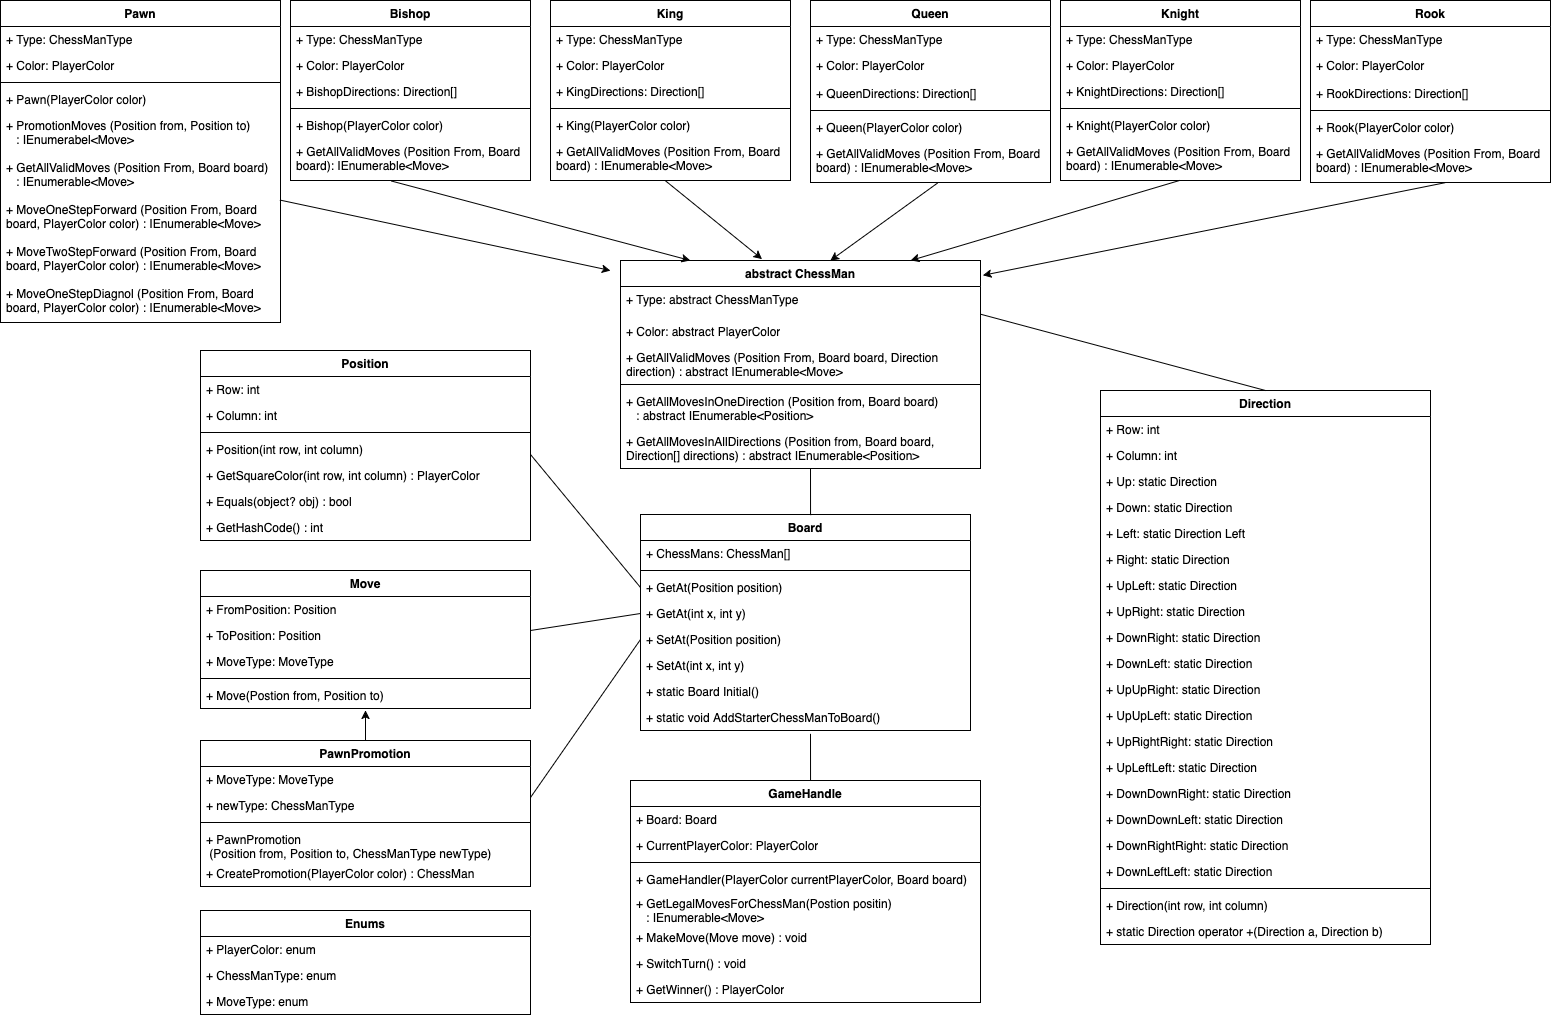 Pawn
+ Type: ChessManType
+ Color: PlayerColor
+ Pawn(PlayerColor color)
+ PromotionMoves (Position from, Position to)
: IEnumarebel<Move>
+ GetAllValidMoves (Position From, Board board)
: IEnumerable<Move>
+ MoveOneStepForward (Position From, Board
board, PlayerColor color) : IEnumerable<Move>
+ MoveTwoStepForward (Position From, Board
board, PlayerColor color) : IEnumerable<Move>
+ MoveOneStepDiagnol (Position From, Board
board, PlayerColor color) : IEnumerable<Move>
Bishop
+ Type: ChessManType
+ Color: PlayerColor
+ BishopDirections: Direction[]
+ Bishop(PlayerColor color)
+ GetAllValidMoves (Position From, Board
board): IEnumerable<Move>
King
+ Type: ChessManType
+ Color: PlayerColor
+ KingDirections: Direction[]
+ King(PlayerColor color)
+ GetAllValidMoves (Position From, Board
board) : IEnumerable<Move>
Queen
+ Type: ChessManType
+ Color: PlayerColor
+ QueenDirections: Direction[]
+ Queen(PlayerColor color)
+ GetAllValidMoves (Position From, Board
board) : IEnumerable<Move>
Knight
+ Type: ChessManType
+ Color: PlayerColor
+ KnightDirections: Direction[]
+ Knight(PlayerColor color)
+ GetAllValidMoves (Position From, Board
board) : IEnumerable<Move>
Rook
+ Type: ChessManType
+ Color: PlayerColor
+ RookDirections: Direction[]
+ Rook(PlayerColor color)
+ GetAllValidMoves (Position From, Board
board) : IEnumerable<Move>
abstract ChessMan
+ Type: abstract ChessManType
+ Color: abstract PlayerColor
+ GetAllValidMoves (Position From, Board board, Direction
direction) : abstract IEnumerable<Move>
+ GetAllMovesInOneDirection (Position from, Board board)
: abstract IEnumerable<Position>
+ GetAllMovesInAllDirections (Position from, Board board,
Direction[] directions) : abstract IEnumerable<Position>
Position
+ Row: int
+ Column: int
+ Position(int row, int column)
+ GetSquareColor(int row, int column) : PlayerColor
+ Equals(object? obj) : bool
+ GetHashCode() : int
Move
+ FromPosition: Position
+ ToPosition: Position
+ MoveType: MoveType
+ Move(Postion from, Position to)
PawnPromotion
+ MoveType: MoveType
+ newType: ChessManType
+ PawnPromotion
(Position from, Position to, ChessManType newType)
+ CreatePromotion(PlayerColor color) : ChessMan
Enums
+ PlayerColor: enum
+ ChessManType: enum
+ MoveType: enum
Board
+ ChessMans: ChessMan[]
+ GetAt(Position position)
+ GetAt(int x, int y)
+ SetAt(Position position)
+ SetAt(int x, int y)
+ static Board Initial()
+ static void AddStarterChessManToBoard()
GameHandle
+ Board: Board
+ CurrentPlayerColor: PlayerColor
+ GameHandler(PlayerColor currentPlayerColor, Board board)
+ GetLegalMovesForChessMan(Postion positin)
: IEnumerable<Move>
+ MakeMove(Move move) : void
+ SwitchTurn() : void
+ GetWinner() : PlayerColor
Direction
+ Row: int
+ Column: int
+ Up: static Direction
+ Down: static Direction
+ Left: static Direction Left
+ Right: static Direction
+ UpLeft: static Direction
+ UpRight: static Direction
+ DownRight: static Direction
+ DownLeft: static Direction
+ UpUpRight: static Direction
+ UpUpLeft: static Direction
+ UpRightRight: static Direction
+ UpLeftLeft: static Direction
+ DownDownRight: static Direction
+ DownDownLeft: static Direction
+ DownRightRight: static Direction
+ DownLeftLeft: static Direction
+ Direction(int row, int column)
+ static Direction operator +(Direction a, Direction b)